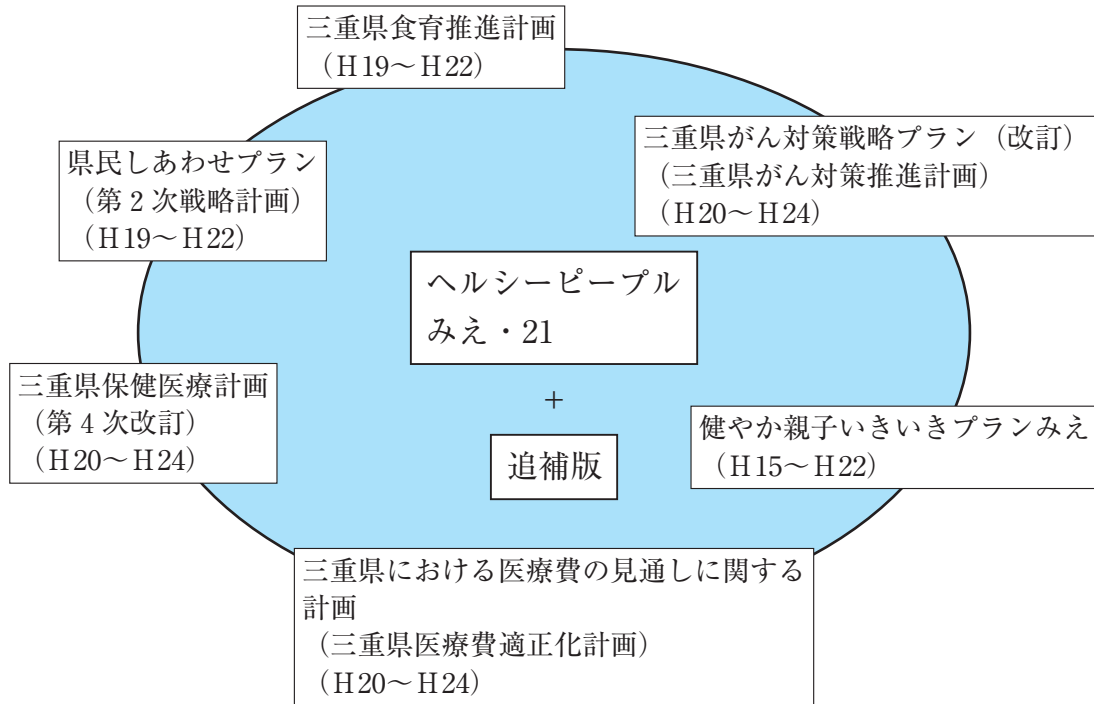 三重県食育推進計画
（H19～H22）
三重県がん対策戦略プラン（改訂）
（三重県がん対策推進計画）
（H20～H24）
県民しあわせプラン
（第２次戦略計画）
（H19～H22）
ヘルシーピープル
みえ・21
+
追補版
三重県保健医療計画
（第４次改訂）
（H20～H24）
健やか親子いきいきプランみえ
（H15～H22）
三重県における医療費の見通しに関する
計画
（三重県医療費適正化計画）
（H20～H24）